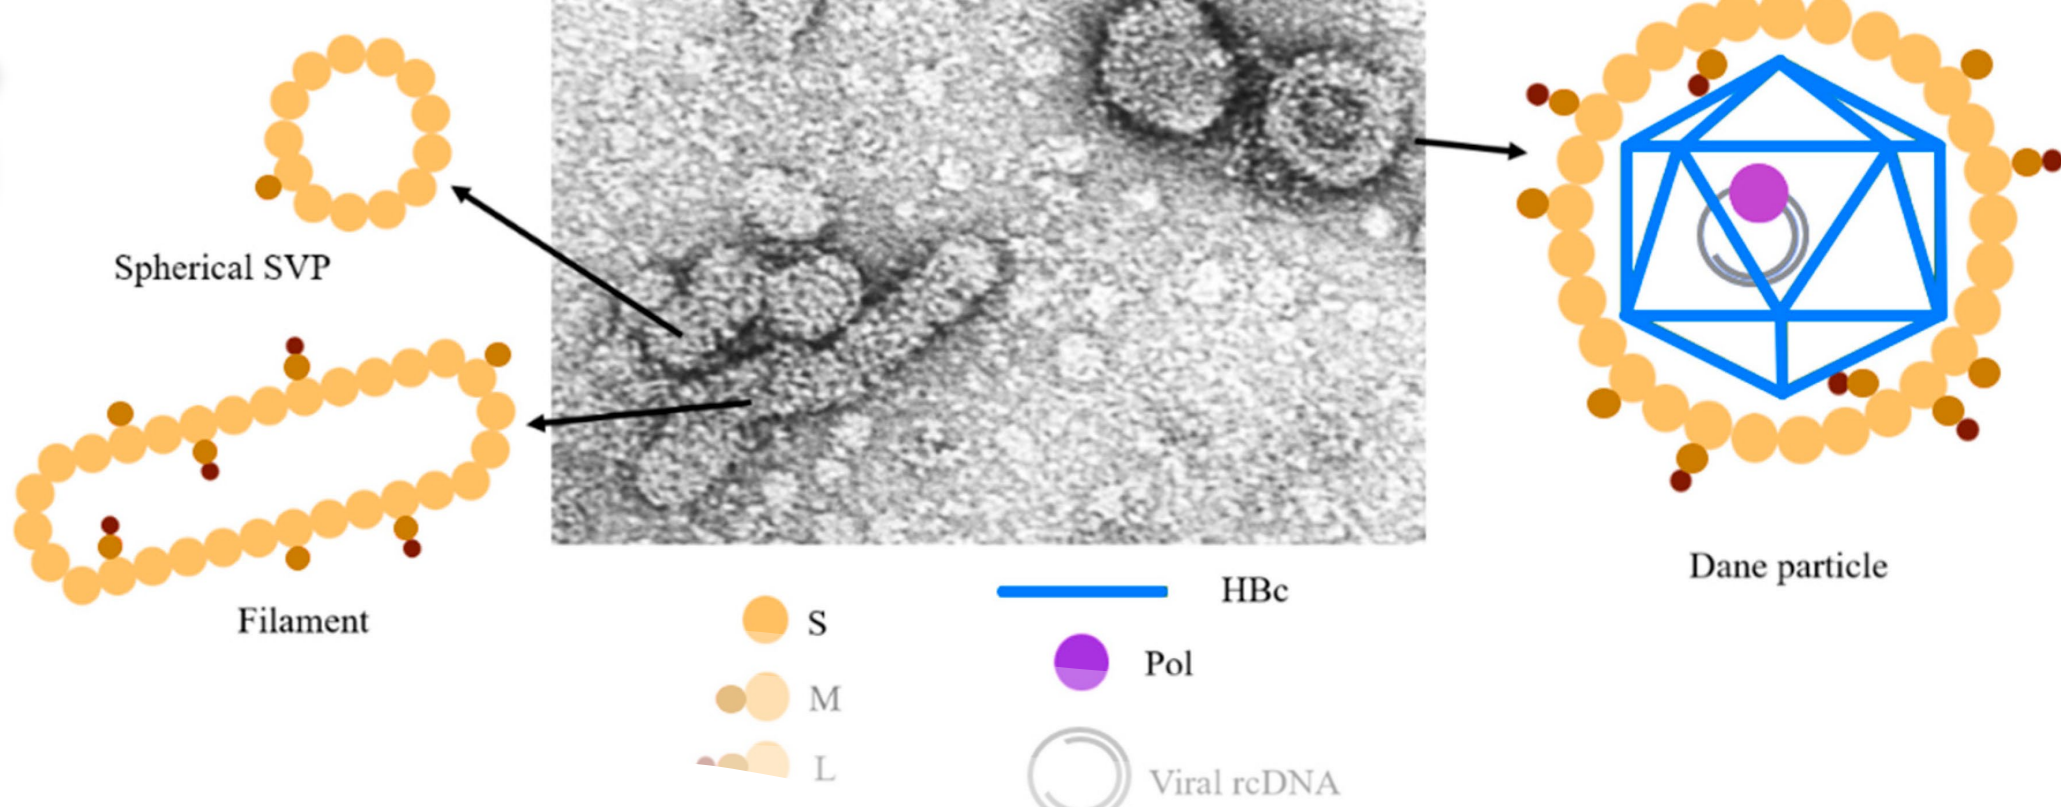 Spherical SVP
Filament
Dane particle
S
M
L
HBc
Pol
Viral rcDNA